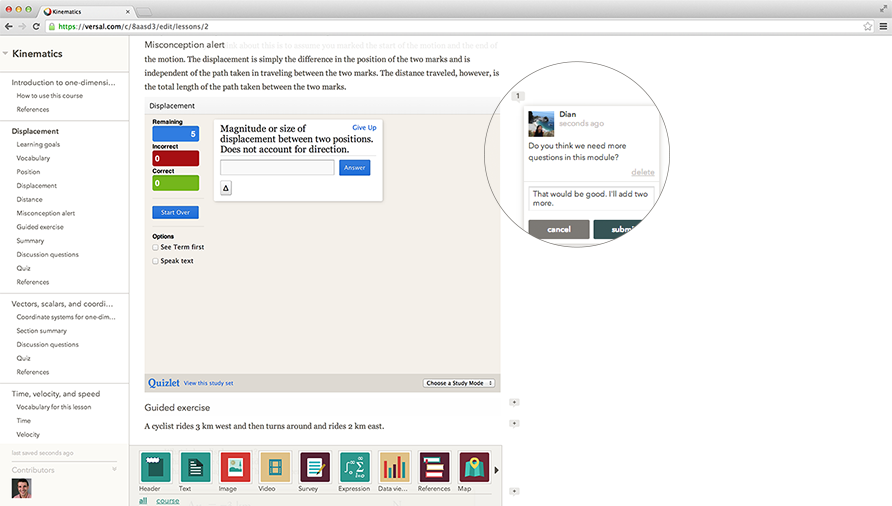 Kinematics
https://versal.com/c/8aasd3/edit/lessons/2
Kinematics
Introduction to one-dimensi...
How to use this course
References
Displacement
Learning goals
Vocabulary
Position
Displacement
Distance
Misconception alert
Guided exercise
Summary
Discussion questions
Quiz
References
Vectors, scalars, and coordi...
Coordinate systems for one-dim...
Section summary
Discussion questions
Quiz
References
Time, velocity, and speed
Vocabulary for this lesson
Time
Velocity
last saved seconds ago
Contributors
Misconception alert
the motion. The displacement is simply the difference in the position of the two marks and is
independent of the path taken in traveling between the two marks. The distance traveled, however, is
the total length of the path taken between the two marks.
Displacement
Remaining
5
Incorrect
0
Correct
0
Start Over
Options
See Term first
Speak text
Magnitude or size of
displacement between two positions.
Does not account for direction.
Give Up
Answer
Δ
Quizlet View this study set
Choose a Study Mode
Guided exercise
A cyclist rides 3 km west and then turns around and rides 2 km east.
Header Text Image Video Survey Expression Data vie... References Map
all course
1
Dian
seconds ago
Do you think we need more
questions in this module?
delete
That would be good. I'll add two
more.
cancel
submi
+
+
+